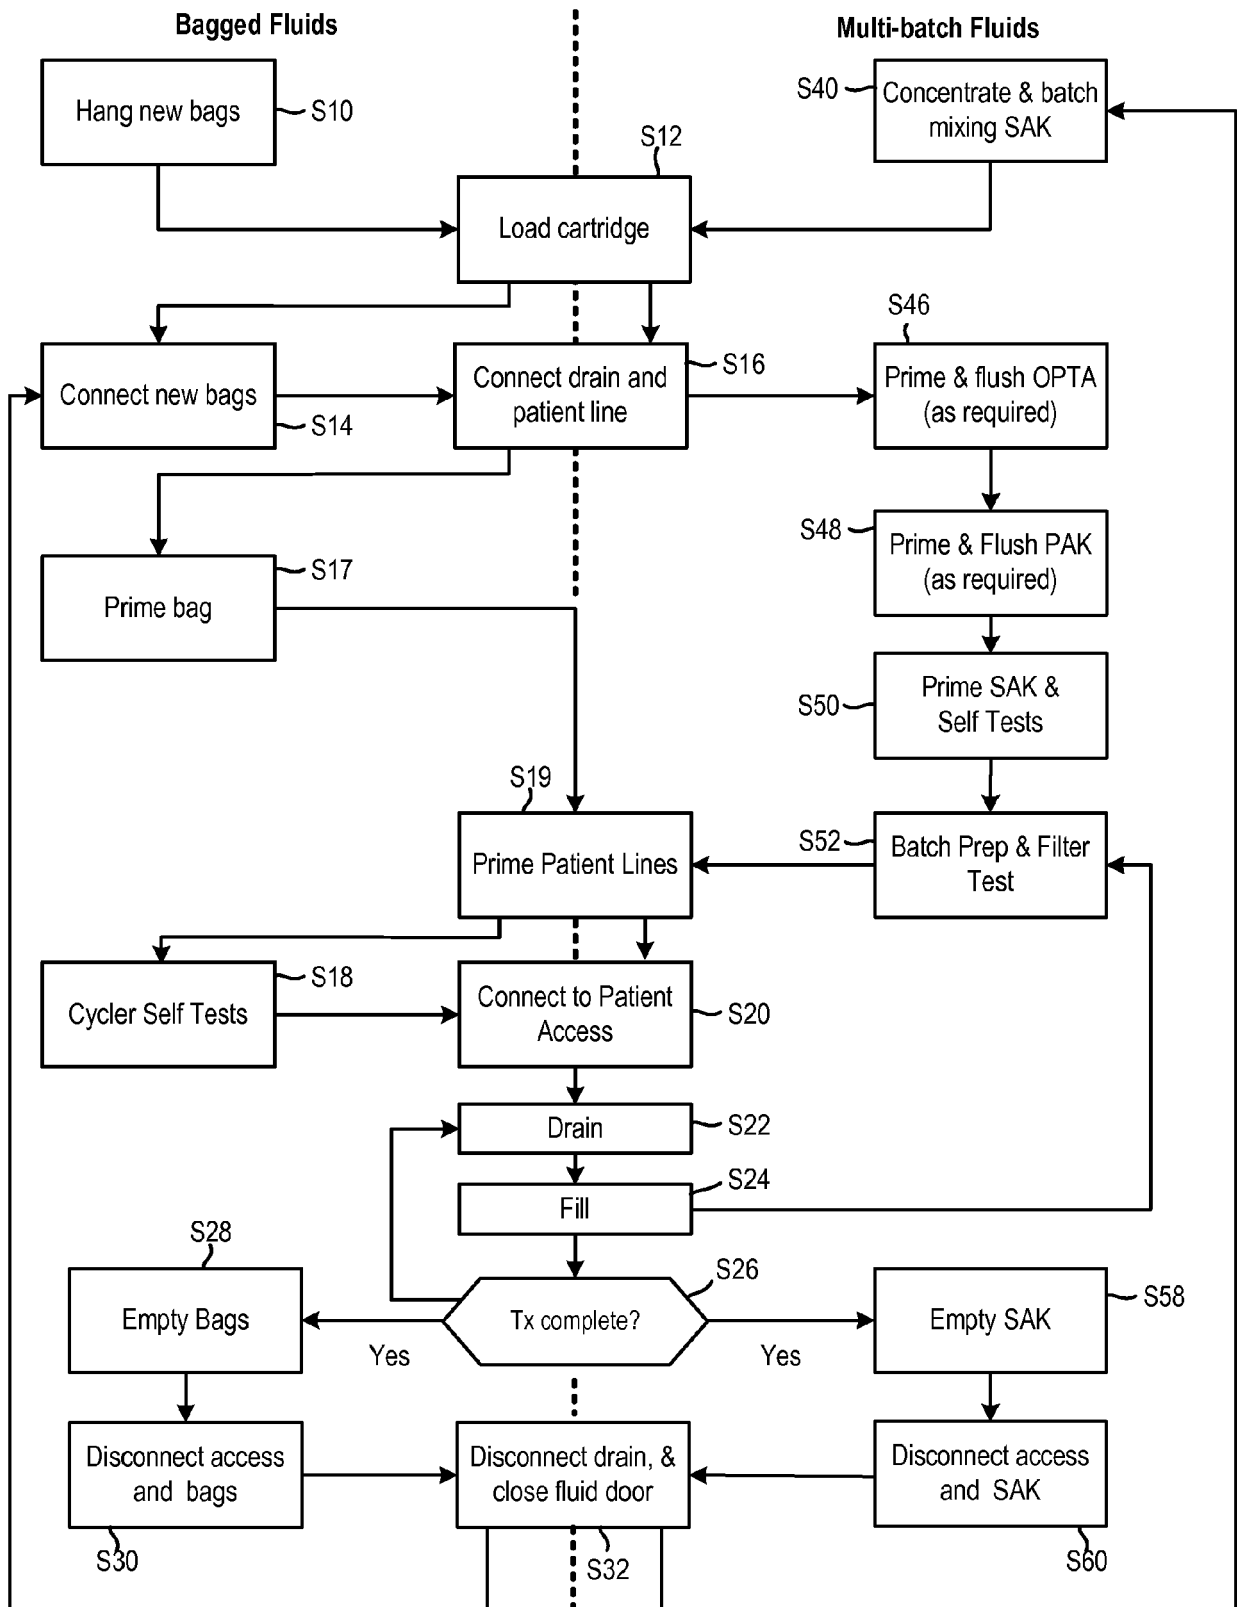 Bagged Fluids
Multi-batch Fluids
Hang new bags
S10
S40
Concentrate & batch
mixing SAK
S12
Load cartridge
Connect new bags
S14
Connect drain and
patient line
S16
S46
Prime & flush OPTA
(as required)
S48
Prime & Flush PAK
(as required)
S17
Prime bag
S50
Prime SAK &
Self Tests
S19
Prime Patient Lines
S52
Batch Prep & Filter
Test
S18
Cycler Self Tests
Connect to Patient
Access
S20
Drain
S22
Fill
S24
S28
Empty Bags
S26
Tx complete?
Yes
Yes
S58
Empty SAK
Disconnect access
and bags
S30
Disconnect drain, &
close fluid door
S32
Disconnect access
and SAK
S60